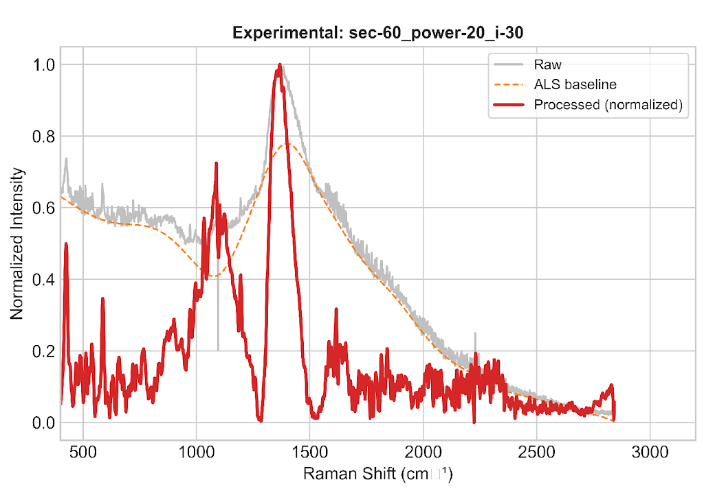 Experimental: sec-60_power-20_i-30
Raw
ALS baseline
Processed (normalized)
Normalized Intensity
1.0
0.8
0.6
0.4
0.2
0.0
500 1000 1500 2000 2500 3000
Raman Shift (cm□¹)